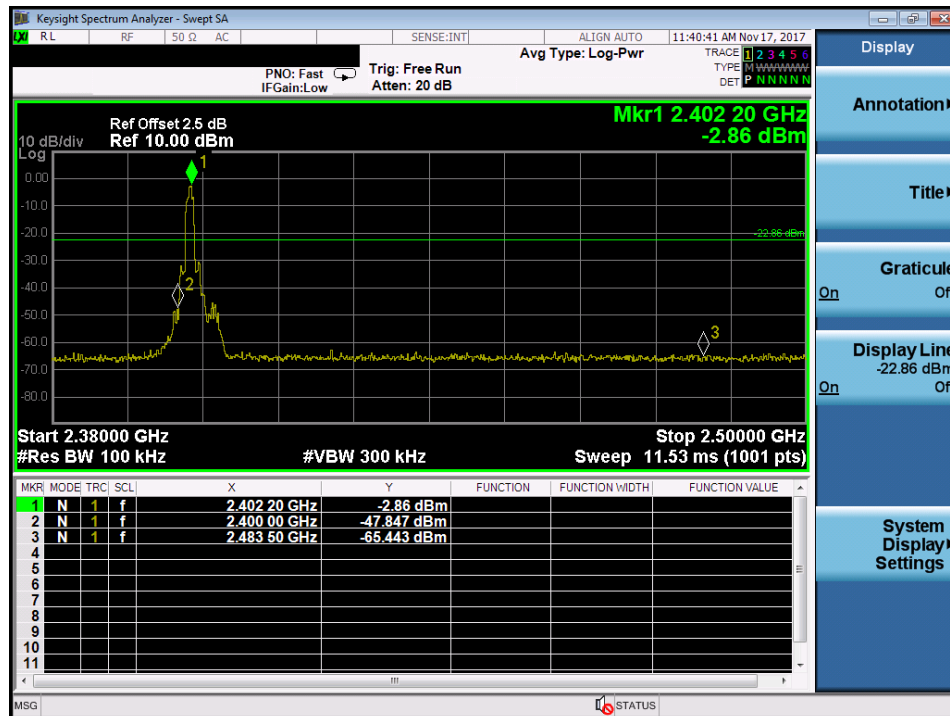 Keysight Spectrum Analyzer - Swept SA
LXI RL RF 50 Ω AC SENSE:INT ALIGN AUTO 11:40:41 AM Nov 17, 2017
Display
Avg Type: Log-Pwr
TRACE 1 2 3 4 5 6
PNO: Fast Trig: Free Run
TYPE M W W W W W
IFGain:Low Atten: 20 dB
DET P N N N N N
Annotation
Ref Offset 2.5 dB
Mkr1 2.402 20 GHz
10 dB/div Ref 10.00 dBm
-2.86 dBm
Log
1
0.00
Title
-10.0
-20.0
-22.86 dBm
-30.0
Graticule
-40.0
2
On Of
-50.0
-60.0
3
Display Line
-22.86 dBm
-70.0
On Of
-80.0
Start 2.38000 GHz Stop 2.50000 GHz
#Res BW 100 kHz #VBW 300 kHz Sweep 11.53 ms (1001 pts)
MKR MODE TRC SCL X Y FUNCTION FUNCTION WIDTH FUNCTION VALUE
1 N 1 f 2.402 20 GHz -2.86 dBm
2 N 1 f 2.400 00 GHz -47.847 dBm
3 N 1 f 2.483 50 GHz -65.443 dBm
4
5
6
7
8
9
10
11
System
Display
Settings
MSG STATUS